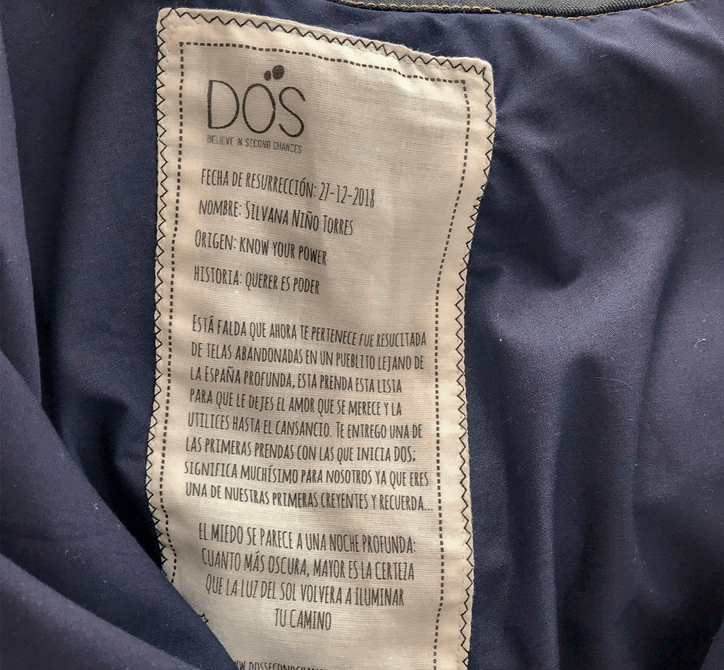 DOS
BELIEVE IN SECOND CHANCES
FECHA DE RESURRECCIÓN: 27-12-2018
NOMBRE: SILVANA NIÑO TORRES
ORIGEN: KNOW YOUR POWER
HISTORIA: QUERER ES PODER
ESTÁ FALDA QUE AHORA TE PERTENECE FUE RESUCITADA
DE TELAS ABANDONADAS EN UN PUEBLITO LEJANO DE
LA ESPAÑA PROFUNDA, ESTA PRENDA ESTA LISTA
PARA QUE LE DEJES EL AMOR QUE SE MERECE Y LA
UTILICES HASTA EL CANSANCIO. TE ENTREGO UNA DE
LAS PRIMERAS PRENDAS CON LAS QUE INICIA DOS;
SIGNIFICA MUCHÍSIMO PARA NOSOTROS YA QUE ERES
UNA DE NUESTRAS PRIMERAS CREYENTES Y RECUERDA...
EL MIEDO SE PARECE A UNA NOCHE PROFUNDA:
CUANTO MÁS OSCURA, MAYOR ES LA CERTEZA
QUE LA LUZ DEL SOL VOLVERA A ILUMINAR
TU CAMINO